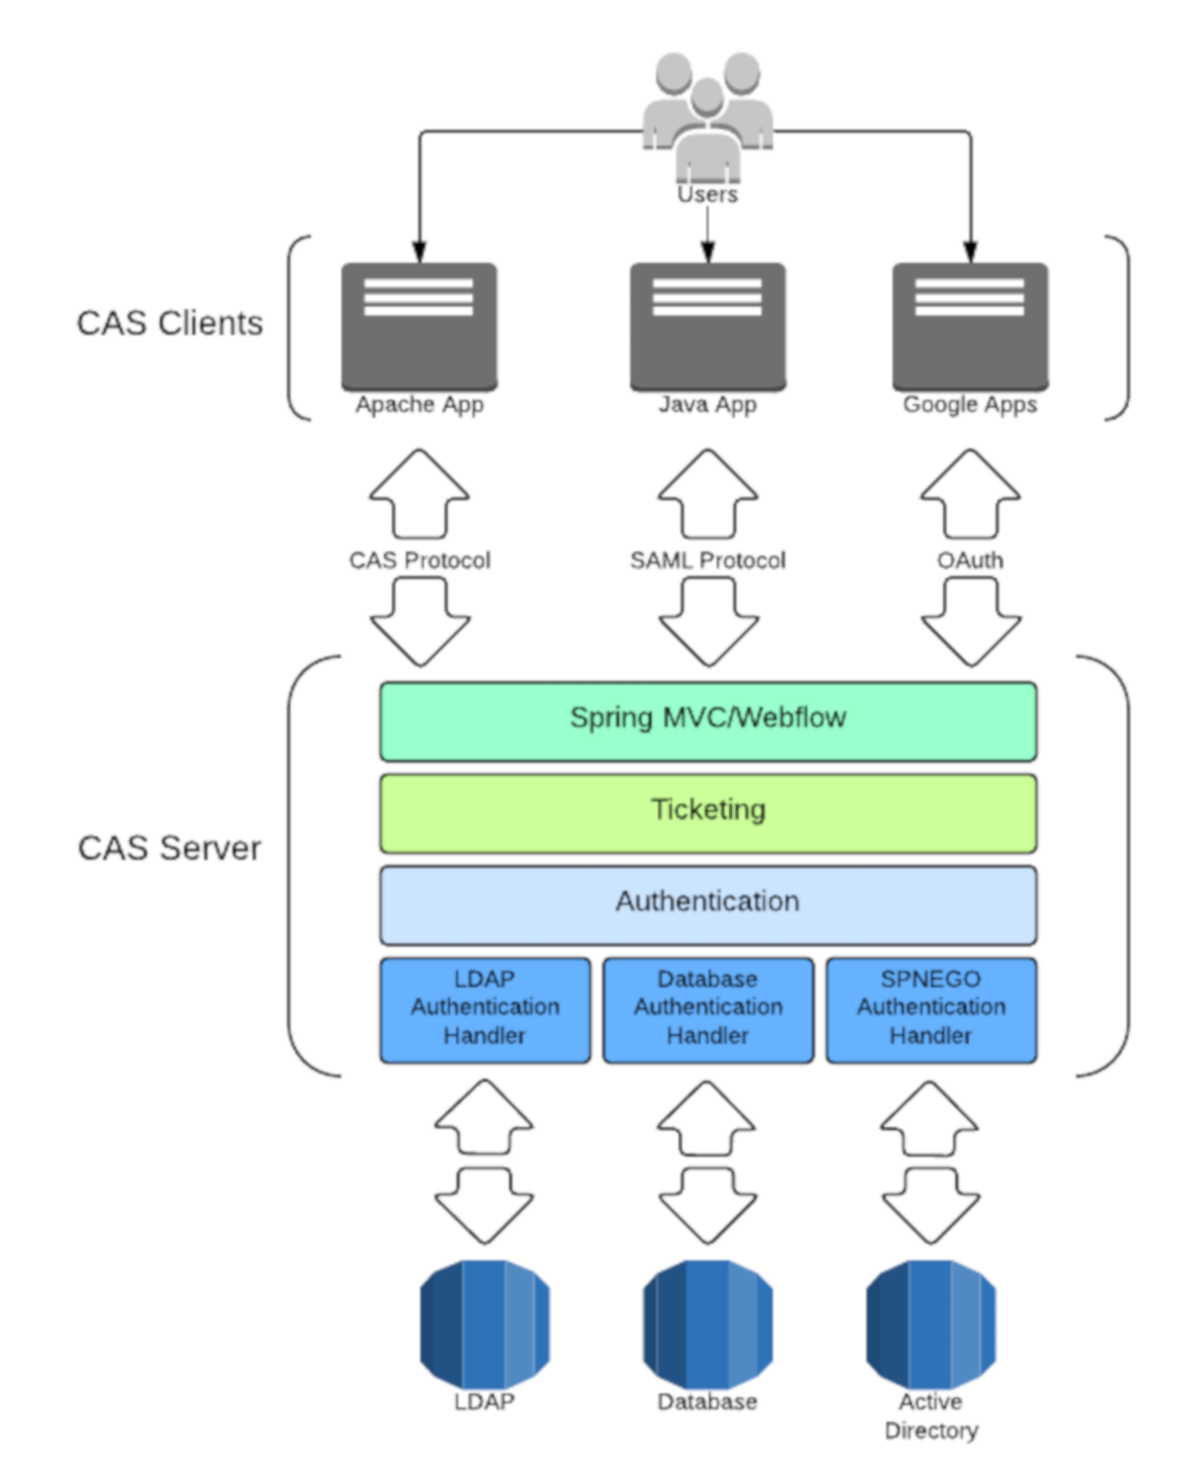 Users
CAS Clients
Apache App
Java App
Google Apps
CAS Protocol
SAML Protocol
OAuth
CAS Server
Spring MVC/Webflow
Ticketing
Authentication
LDAP
Authentication
Handler
Database
Authentication
Handler
SPNEGO
Authentication
Handler
LDAP
Database
Active
Directory